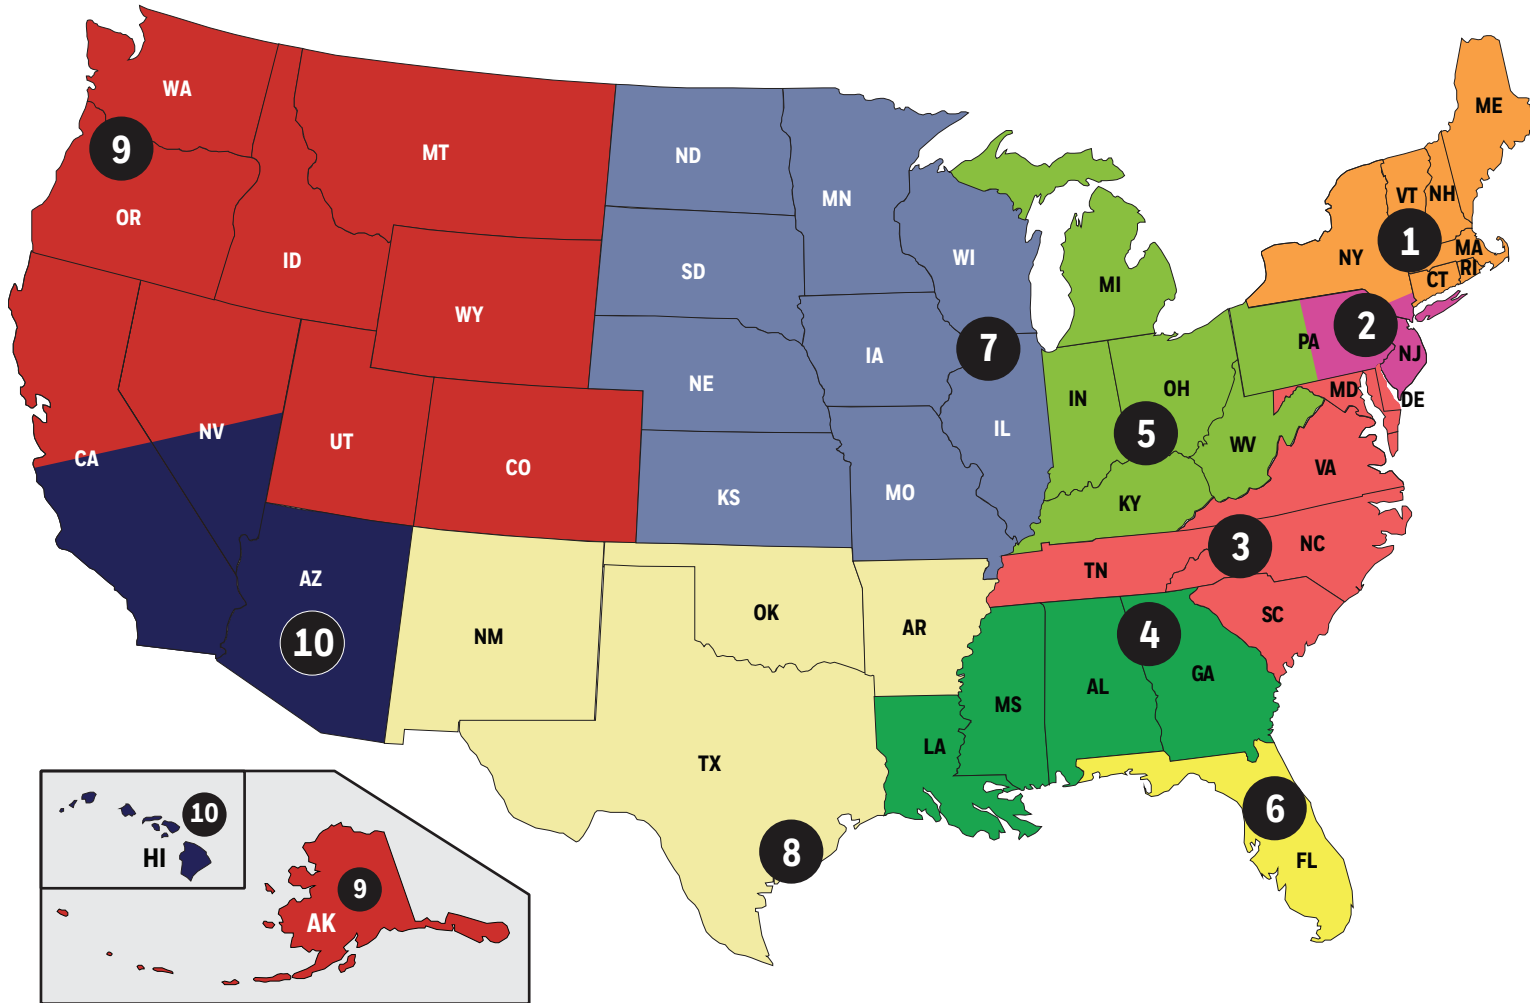 ME
WA
9
MT
ND
MN
VT
NH
OR
1
MA
WI
NY
ID
SD
RI
CT
MI
WY
2
PA
7
IA
NJ
NE
OH
MD
IN
DE
IL
NV
5
UT
WV
CA
CO
VA
KS
MO
KY
3
NC
TN
AZ
OK
SC
AR
4
NM
10
GA
AL
MS
LA
TX
6
10
8
HI
FL
9
AK